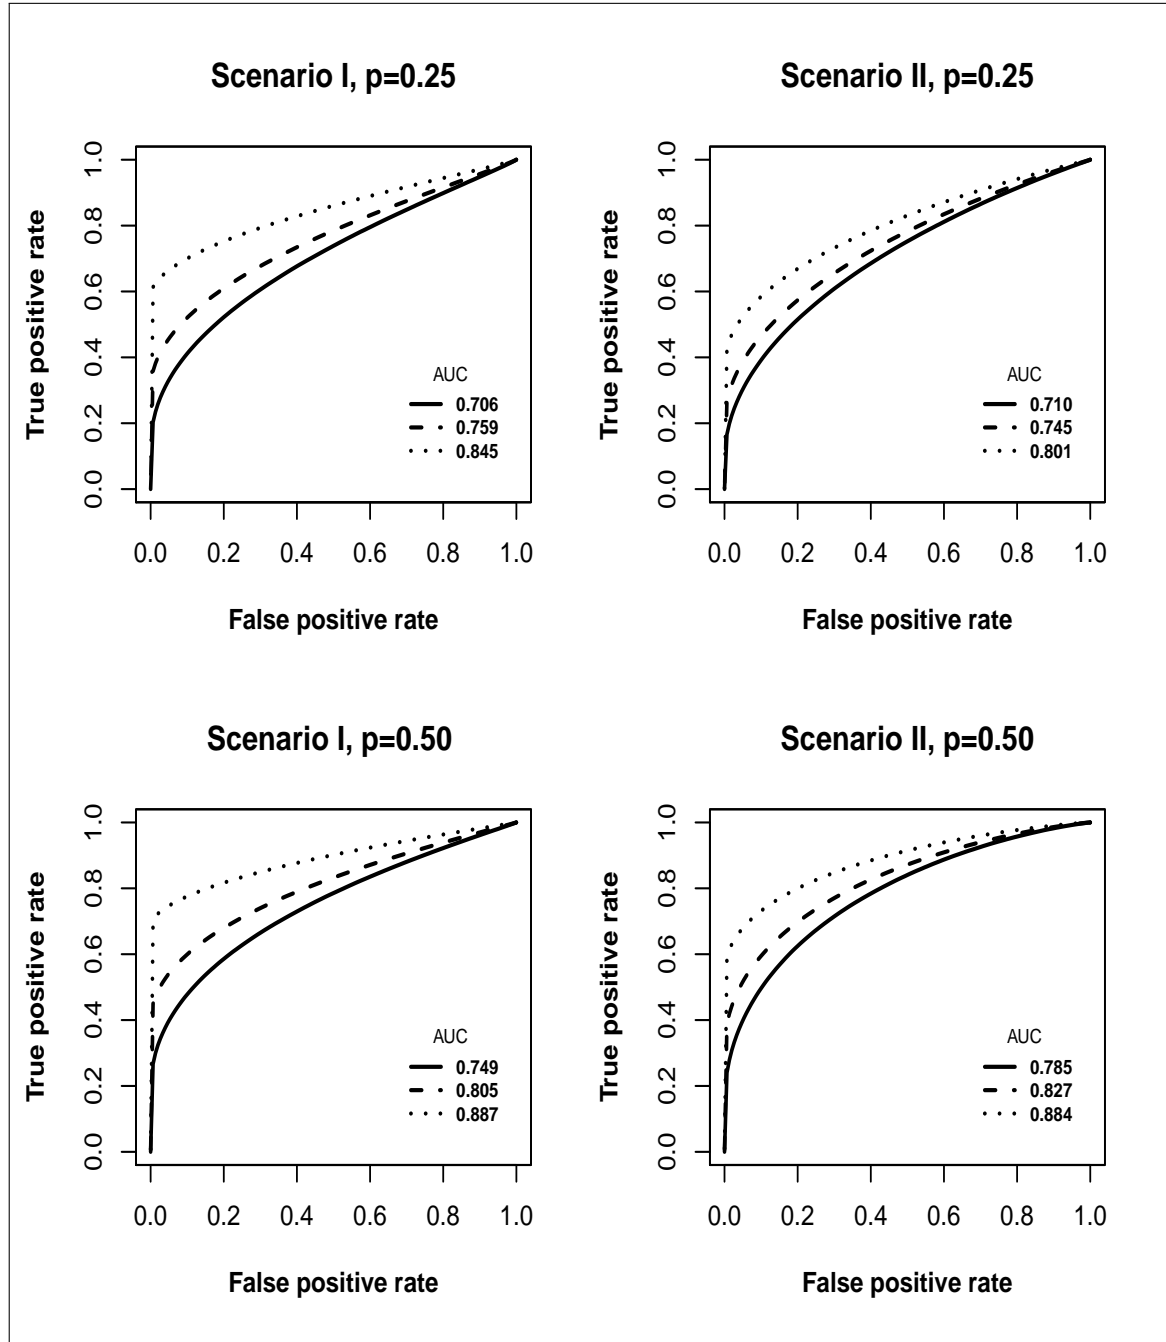 Scenario I, p=0.25
True positive rate
1.0
0.8
0.6
0.4
0.2
0.0
AUC
0.706
0.759
0.845
0.0 0.2 0.4 0.6 0.8 1.0
False positive rate
Scenario II, p=0.25
True positive rate
1.0
0.8
0.6
0.4
0.2
0.0
AUC
0.710
0.745
0.801
0.0 0.2 0.4 0.6 0.8 1.0
False positive rate
Scenario I, p=0.50
True positive rate
1.0
0.8
0.6
0.4
0.2
0.0
AUC
0.749
0.805
0.887
0.0 0.2 0.4 0.6 0.8 1.0
False positive rate
Scenario II, p=0.50
True positive rate
1.0
0.8
0.6
0.4
0.2
0.0
AUC
0.785
0.827
0.884
0.0 0.2 0.4 0.6 0.8 1.0
False positive rate